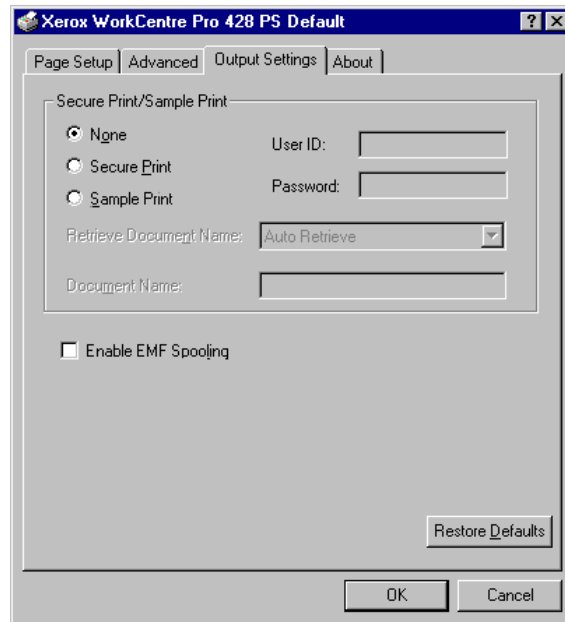 Xerox WorkCentre Pro 428 PS Default
Page Setup Advanced Output Settings About
Secure Print/Sample Print
None
User ID:
Secure Print
Password:
Sample Print
Retrieve Document Name: Auto Retrieve
Document Name:
Enable EMF Spooling
Restore Defaults
OK Cancel